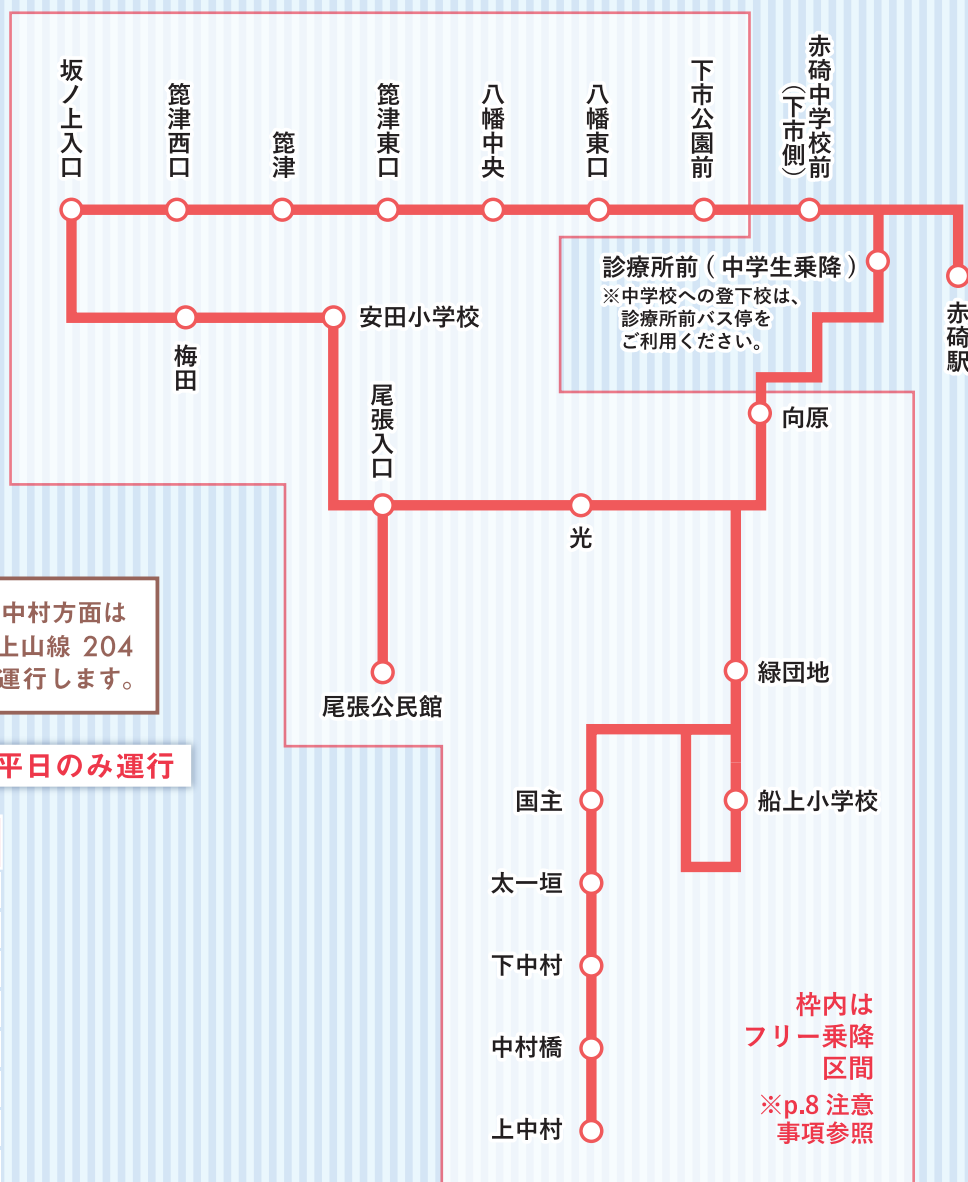 坂ノ上入口
箆津西口
箆津
箆津東口
八幡中央
八幡東口
下市公園前
赤碕中学校前
（下市側）
診療所前 ( 中学生乗降 )
※中学校への登下校は、
診療所前バス停を
ご利用ください。
赤碕駅
梅田
安田小学校
尾張入口
向原
光
中村方面は
上山線 204
運行します。
尾張公民館
緑団地
平日のみ運行
国主
船上小学校
太一垣
下中村
中村橋
上中村
枠内は
フリー乗降
区間
※p.8 注意
事項参照